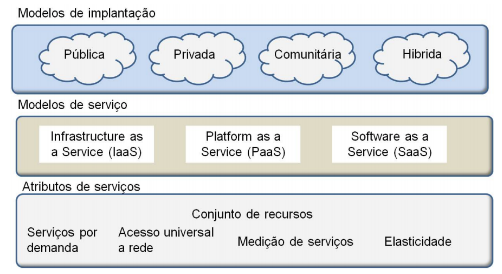 Modelos de implantação
Pública
Privada
Comunitária
Hibrida
Modelos de serviço
Infrastructure as
a Service (IaaS)
Platform as a
Service (PaaS)
Software as a
Service (SaaS)
Atributos de serviços
Conjunto de recursos
Serviços por
demanda
Acesso universal
a rede
Medição de serviços
Elasticidade